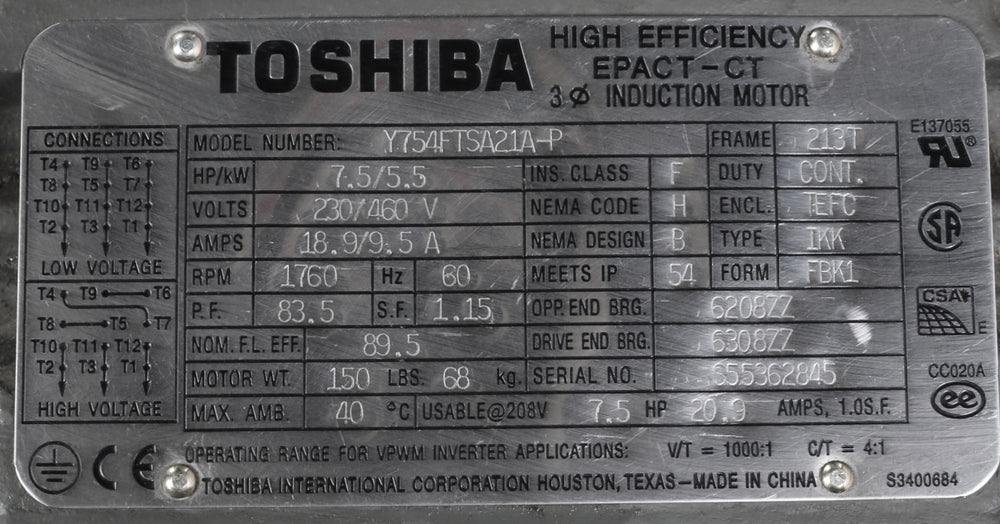 TOSHIBA
HIGH EFFICIENCY
EPACT-CT
3Ø INDUCTION MOTOR
CONNECTIONS
T4 T9 T6
T8 T5 T7
T10 T11 T12
T2 T3 T1
LOW VOLTAGE
T4 T9 T6
T8 T5 T7
T10 T11 T12
T2 T3 T1
HIGH VOLTAGE
MODEL NUMBER: Y754FTSA21A-P FRAME 213T
HP/kW 7.5/5.5 INS. CLASS F DUTY CONT.
VOLTS 230/460 V NEMA CODE H ENCL. TEFC
AMPS 18.9/9.5 A NEMA DESIGN B TYPE IKK
RPM 1760 Hz 60 MEETS IP 54 FORM FBK1
P.F. 83.5 S.F. 1.15 OPP. END BRG. 6208ZZ
NOM. F.L. EFF. 89.5 DRIVE END BRG. 6308ZZ
MOTOR WT. 150 LBS. 68 kg. SERIAL NO. S55362845
MAX. AMB. 40 °C USABLE@208V 7.5 HP 20.9 AMPS, 1.0S.F.
E137055
RU®
SA
CSA
E
CC020A
ee
CE
OPERATING RANGE FOR VPWM INVERTER APPLICATIONS: V/T = 1000:1 C/T = 4:1
TOSHIBA INTERNATIONAL CORPORATION HOUSTON, TEXAS-MADE IN CHINA
S3400684